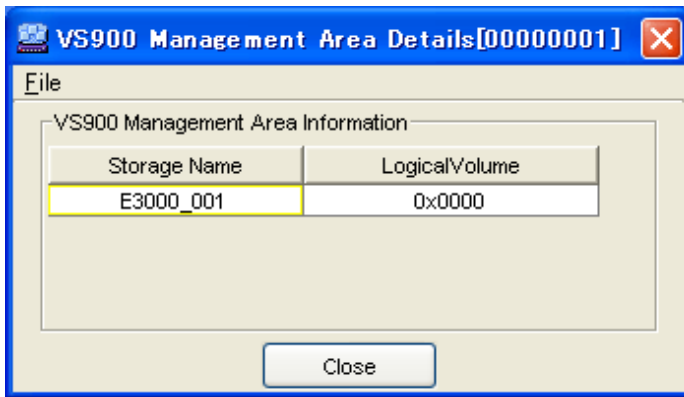 VS900 Management Area Details[00000001]
File
VS900 Management Area Information
Storage Name LogicalVolume
E3000_001 0x0000
Close